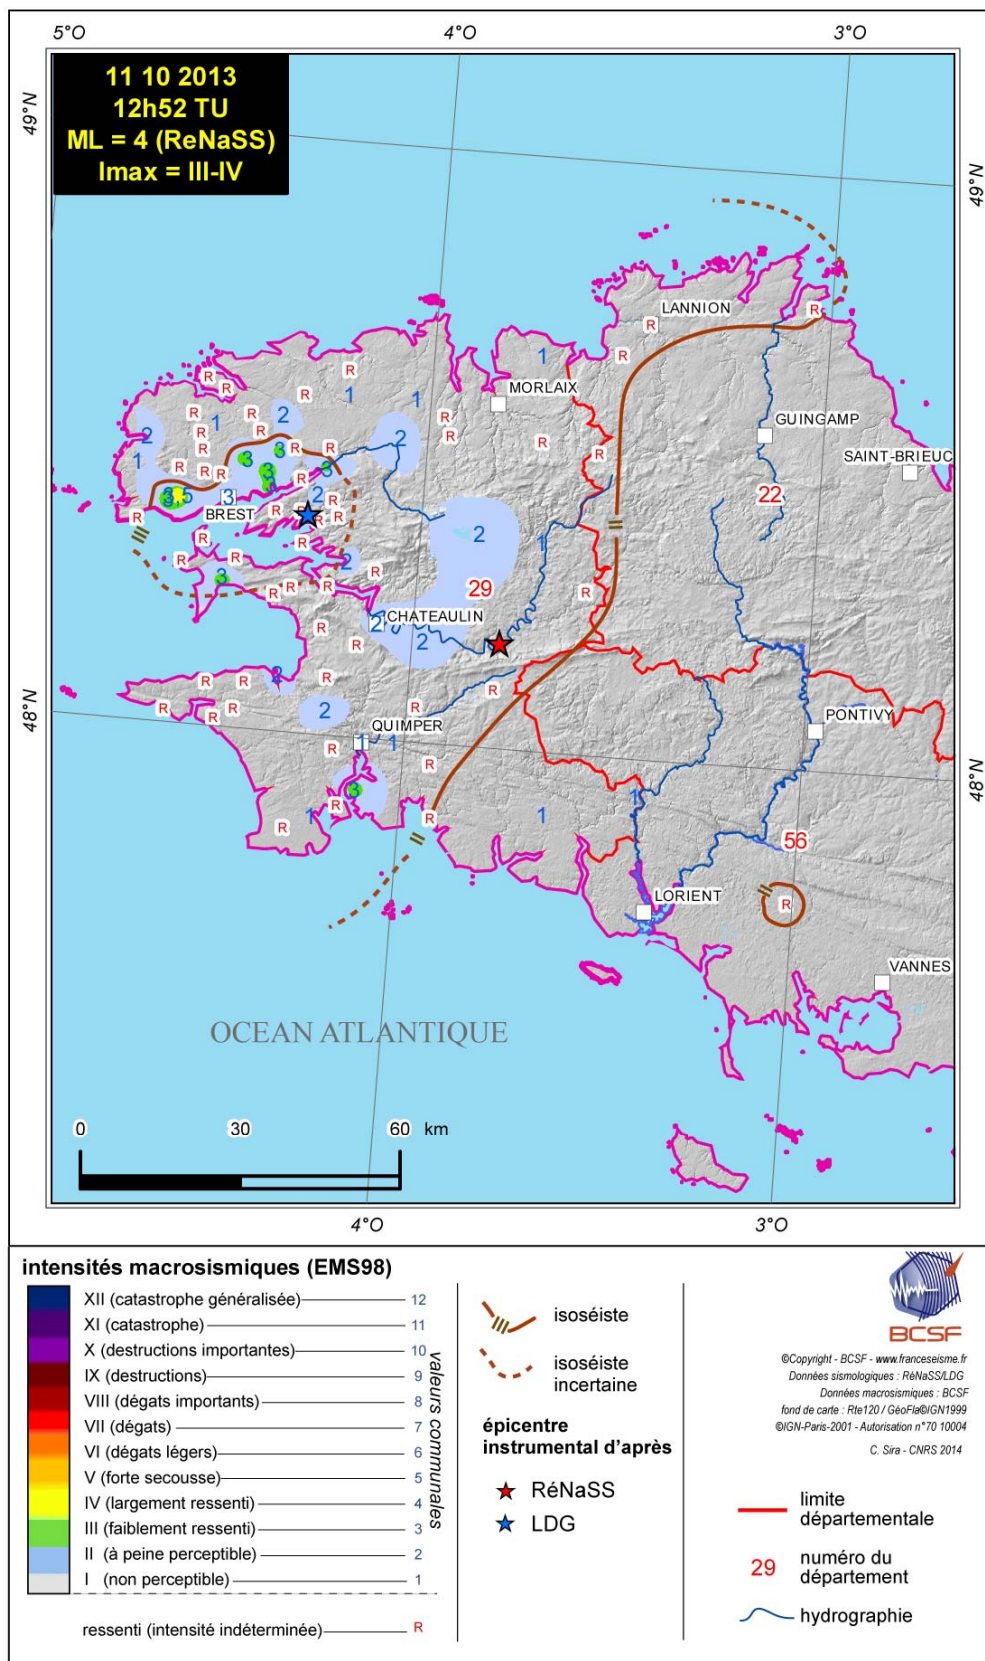 5°O 4°O 3°O
49°N
49°N
11 10 2013
12h52 TU
ML = 4 (ReNaSS)
Imax = III-IV
LANNION
MORLAIX
GUINGAMP
SAINT-BRIEUC
BREST
22
29
CHATEAULIN
48°N
QUIMPER
PONTIVY
48°N
56
LORIENT
VANNES
OCEAN ATLANTIQUE
0 30 60 km
4°O 3°O
intensités macrosismiques (EMS98)
XII (catastrophe généralisée) 12
XI (catastrophe) 11
X (destructions importantes) 10
IX (destructions) 9
VIII (dégats importants) 8
VII (dégats) 7
VI (dégats légers) 6
V (forte secousse) 5
IV (largement ressenti) 4
III (faiblement ressenti) 3
II (à peine perceptible) 2
I (non perceptible) 1
valeurs communales
ressenti (intensité indéterminée) R
isoséiste
isoséiste
incertaine
épicentre
instrumental d'après
RéNaSS
LDG
BCSF
©Copyright - BCSF - www.franceseisme.fr
Données sismologiques : RéNaSS/LDG
Données macrosismiques : BCSF
fond de carte : Rte120 / GéoFla©IGN1999
©IGN-Paris-2001 - Autorisation n°70 10004
C. Sira - CNRS 2014
limite
départementale
29 numéro du
département
hydrographie